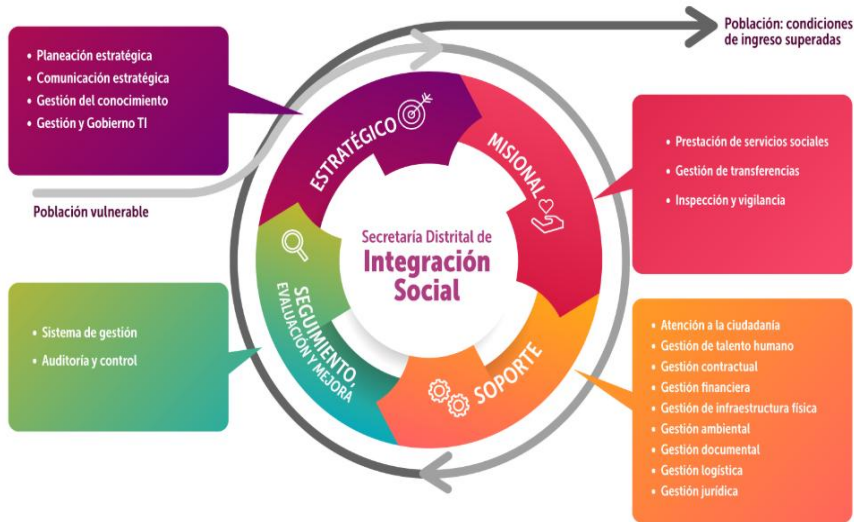 Población: condiciones
de ingreso superadas
• Planeación estratégica
• Comunicación estratégica
• Gestión del conocimiento
• Gestión y Gobierno TI
Población vulnerable
ESTRATÉGICO
MISIONAL
• Prestación de servicios sociales
• Gestión de transferencias
• Inspección y vigilancia
Secretaría Distrital de
Integración
Social
SEGUIMIENTO,
EVALUACIÓN Y MEJORA
SOPORTE
• Sistema de gestión
• Auditoría y control
• Atención a la ciudadanía
• Gestión de talento humano
• Gestión contractual
• Gestión financiera
• Gestión de infraestructura física
• Gestión ambiental
• Gestión documental
• Gestión logística
• Gestión jurídica